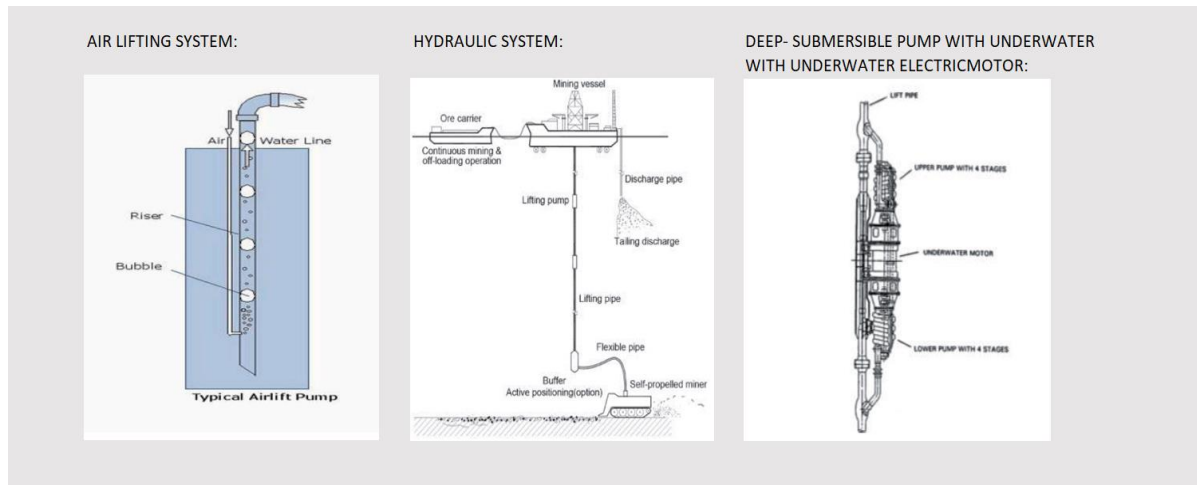 AIR LIFTING SYSTEM:
Air
Water Line
Riser
Bubble
Typical Airlift Pump
HYDRAULIC SYSTEM:
Mining vessel
Ore carrier
Continuous mining &
off-loading operation
Discharge pipe
Lifting pump
Tailing discharge
Lifting pipe
Flexible pipe
Buffer
Active positioning(option)
Self-propelled miner
DEEP- SUBMERSIBLE PUMP WITH UNDERWATER
WITH UNDERWATER ELECTRICMOTOR:
LIFT PIPE
UPPER PUMP WITH 4 STAGES
UNDERWATER MOTOR
LOWER PUMP WITH 4 STAGES